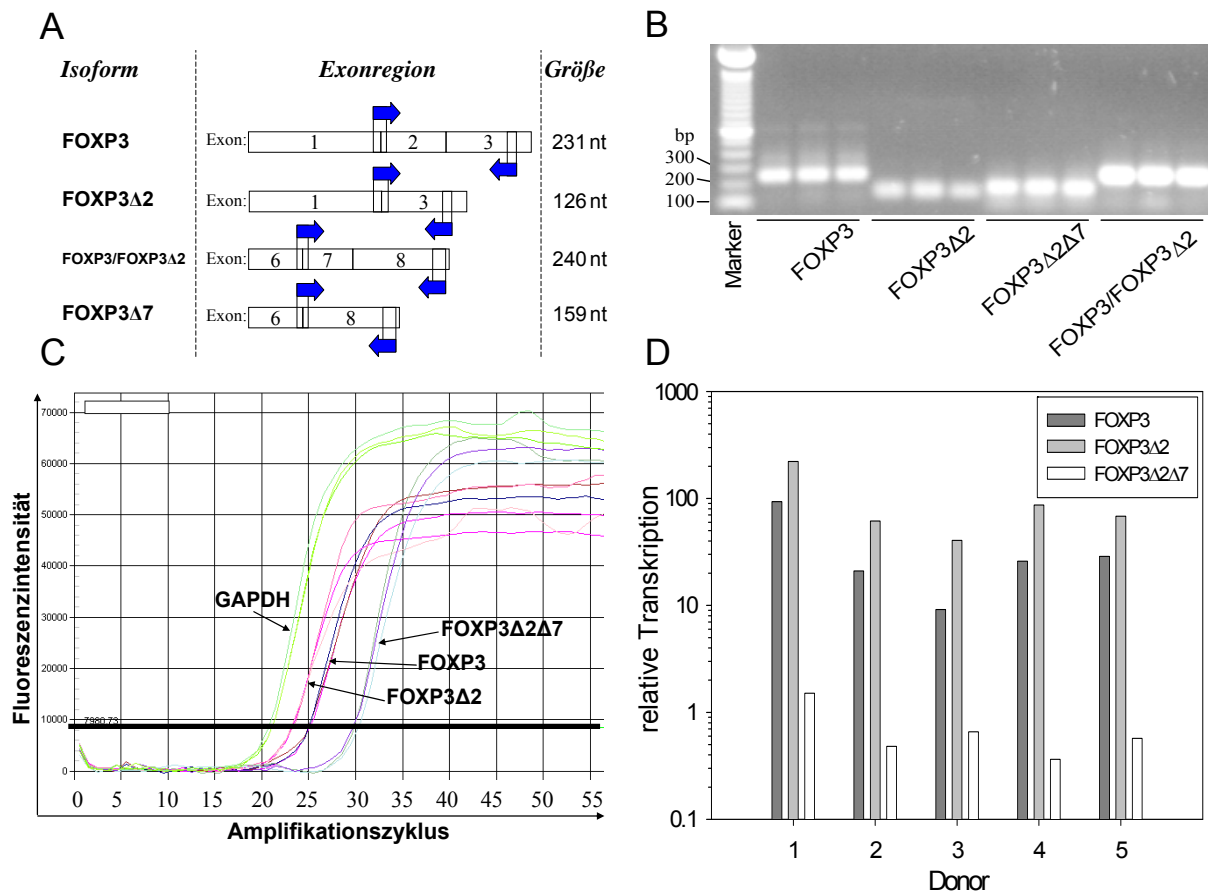 A
Isoform Exonregion Größe
FOXP3 Exon: 1 2 3 231 nt
FOXP3Δ2 Exon: 1 3 126 nt
FOXP3/FOXP3Δ2 Exon: 6 7 8 240 nt
FOXP3Δ7 Exon: 6 8 159 nt
B
bp
300
200
100
Marker
FOXP3
FOXP3Δ2
FOXP3Δ2Δ7
FOXP3/FOXP3Δ2
C
Fluoreszenzintensität
70000
60000
50000
40000
30000
20000
10000
0
7980.73
GAPDH
FOXP3Δ2Δ7
FOXP3
FOXP3Δ2
0 5 10 15 20 25 30 35 40 45 50 55
Amplifikationszyklus
D
relative Transkription
1000
100
10
1
0.1
FOXP3
FOXP3Δ2
FOXP3Δ2Δ7
1 2 3 4 5
Donor